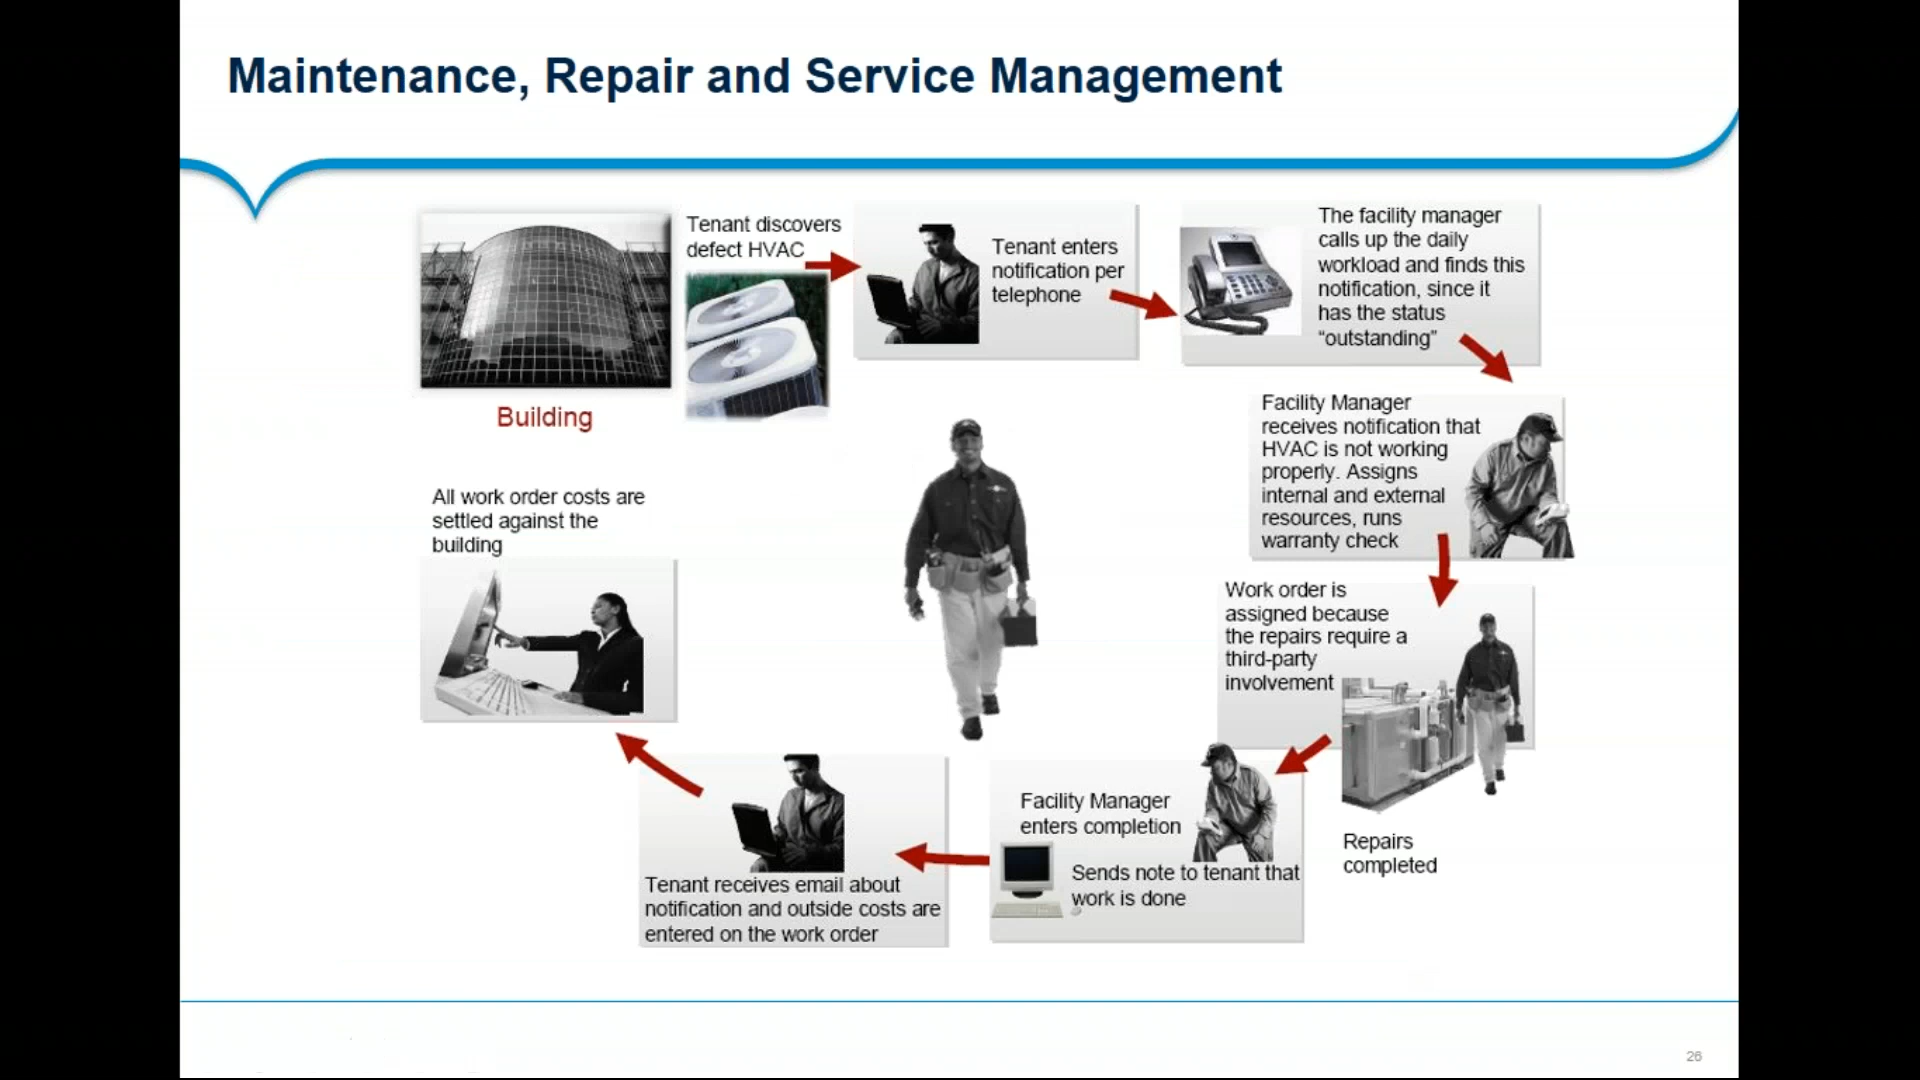 Maintenance, Repair and Service Management
Tenant discovers
defect HVAC
Building
Tenant enters
notification per
telephone
The facility manager
calls up the daily
workload and finds this
notification, since it
has the status
“outstanding”
Facility Manager
receives notification that
HVAC is not working
properly. Assigns
internal and external
resources, runs
warranty check
Work order is
assigned because
the repairs require a
third-party
involvement
Repairs
completed
Facility Manager
enters completion
Sends note to tenant that
work is done
Tenant receives email about
notification and outside costs are
entered on the work order
All work order costs are
settled against the
building
26